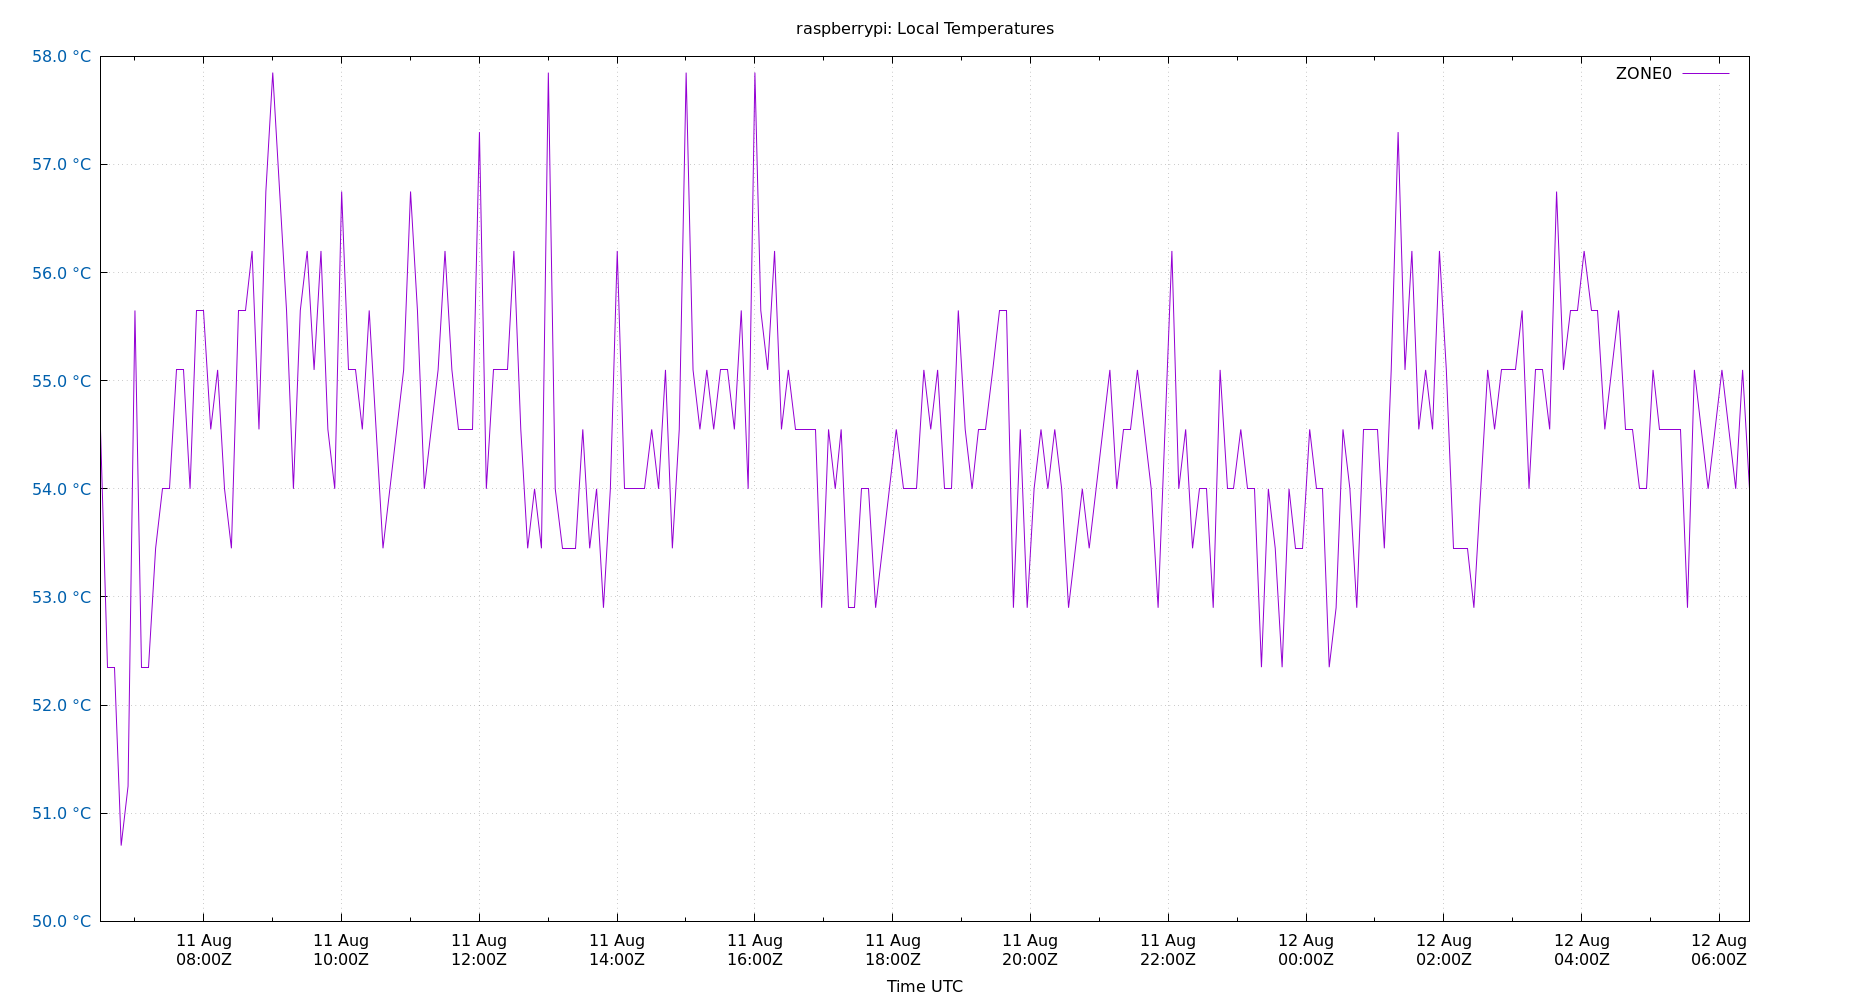 raspberrypi: Local Temperatures
ZONE0
58.0 °C
57.0 °C
56.0 °C
55.0 °C
54.0 °C
53.0 °C
52.0 °C
51.0 °C
50.0 °C
11 Aug 11 Aug 11 Aug 11 Aug 11 Aug 11 Aug 11 Aug 11 Aug 12 Aug 12 Aug 12 Aug 12 Aug
08:00Z 10:00Z 12:00Z 14:00Z 16:00Z 18:00Z 20:00Z 22:00Z 00:00Z 02:00Z 04:00Z 06:00Z
Time UTC